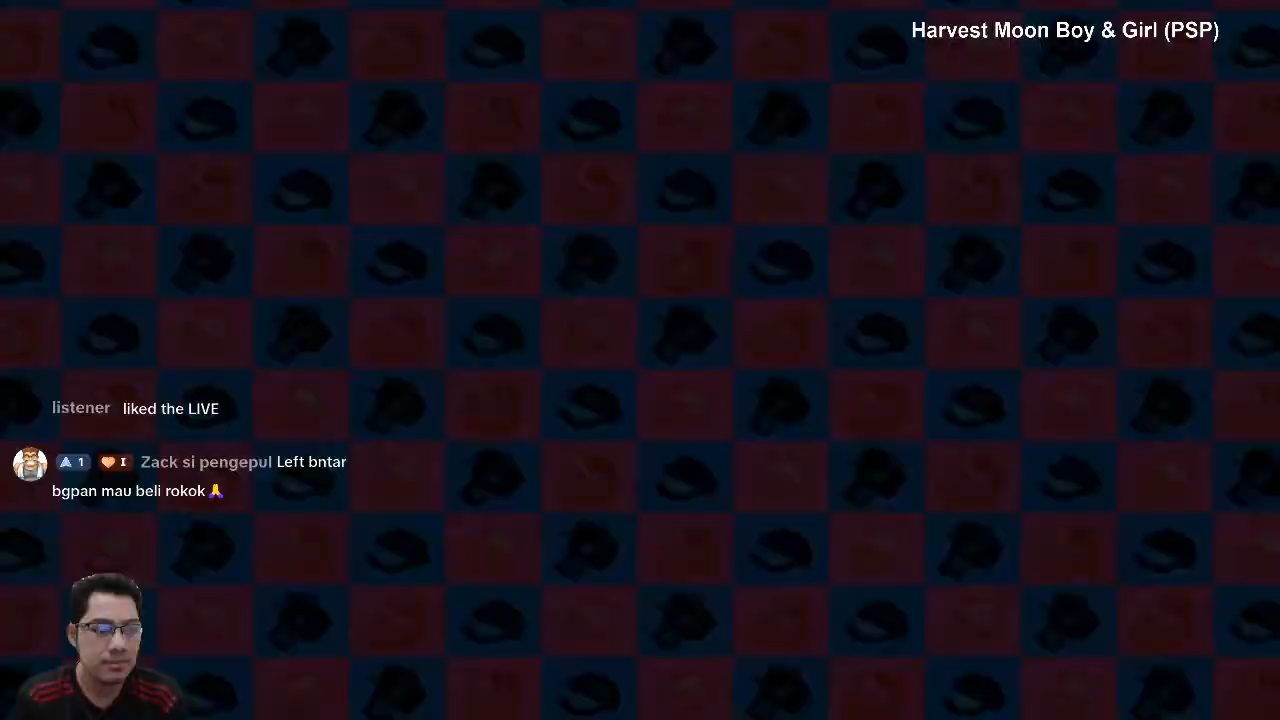 Harvest Moon Boy & Girl (PSP)
listener liked the LIVE
1 I Zack si pengepul Left bntar
bgpan mau beli rokok🙏